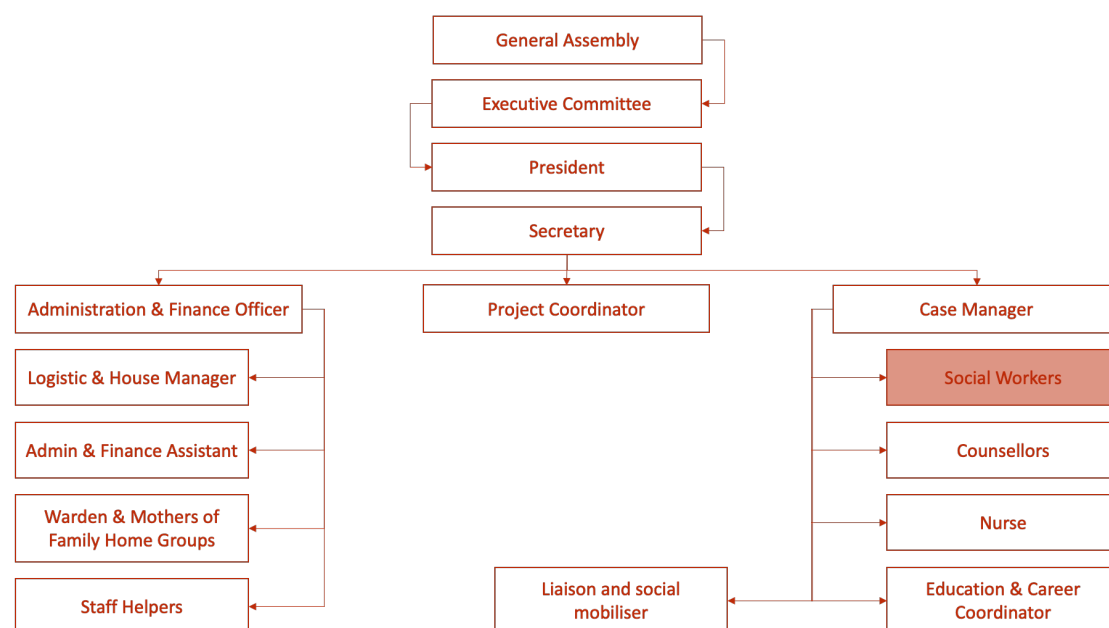 General Assembly
Executive Committee
President
Secretary
Administration & Finance Officer
Project Coordinator
Case Manager
Logistic & House Manager
Social Workers
Admin & Finance Assistant
Counsellors
Warden & Mothers of
Family Home Groups
Nurse
Staff Helpers
Liaison and social
mobiliser
Education & Career
Coordinator